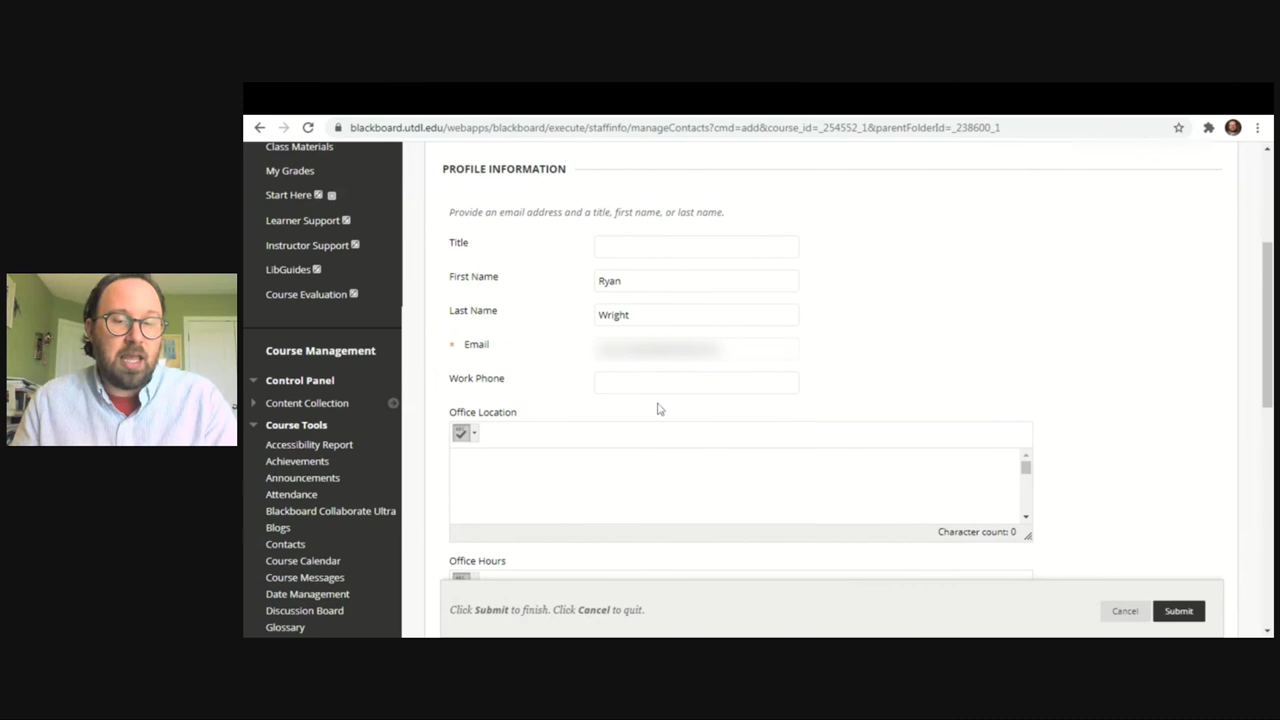 blackboard.utdl.edu/webapps/blackboard/execute/staffinfo/manageContacts?cmd=add&course_id=_254552_1&parentFolderId=_238600_1
Class Materials
My Grades
Start Here
Learner Support
Instructor Support
LibGuides
Course Evaluation
Course Management
Control Panel
Content Collection
Course Tools
Accessibility Report
Achievements
Announcements
Attendance
Blackboard Collaborate Ultra
Blogs
Contacts
Course Calendar
Course Messages
Date Management
Discussion Board
Glossary
PROFILE INFORMATION
Provide an email address and a title, first name, or last name.
Title
First Name Ryan
Last Name Wright
* Email
Work Phone
Office Location
Character count: 0
Office Hours
Click Submit to finish. Click Cancel to quit.
Cancel Submit